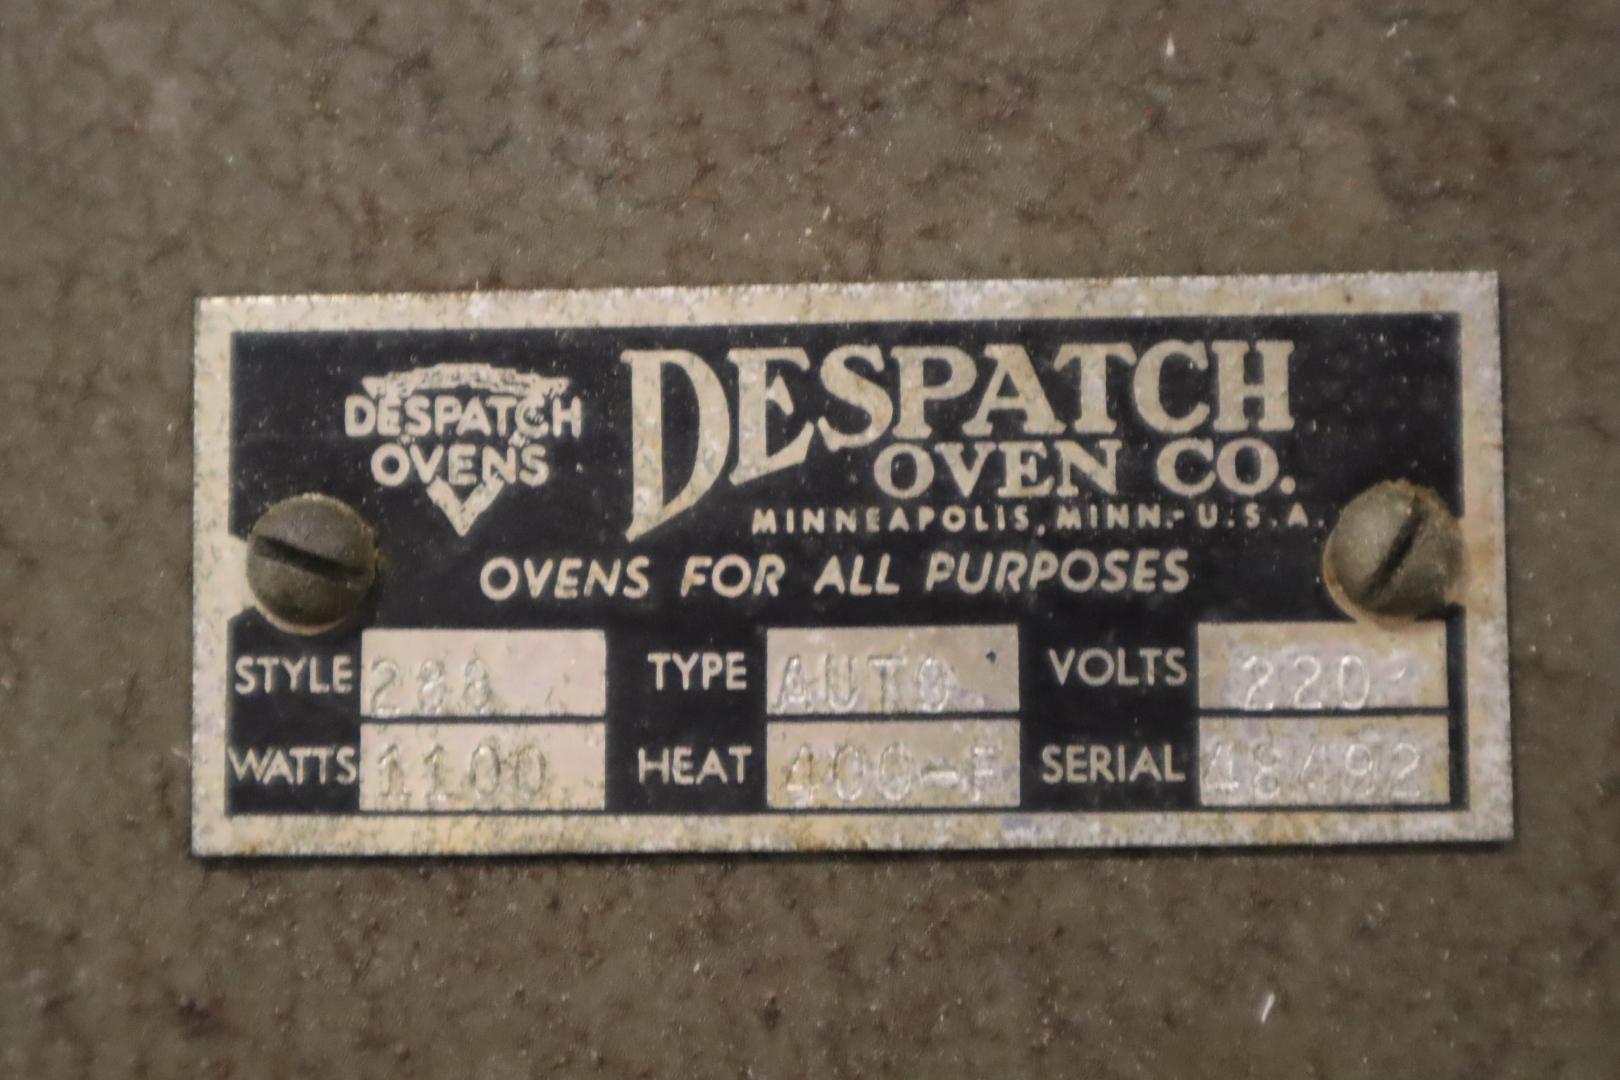 DESPATCH
OVENS
DESPATCH
OVEN CO.
MINNEAPOLIS, MINN.- U.S.A.
OVENS FOR ALL PURPOSES
STYLE 288 TYPE AUTO VOLTS 220
WATTS 1100 HEAT 400-F SERIAL 48492